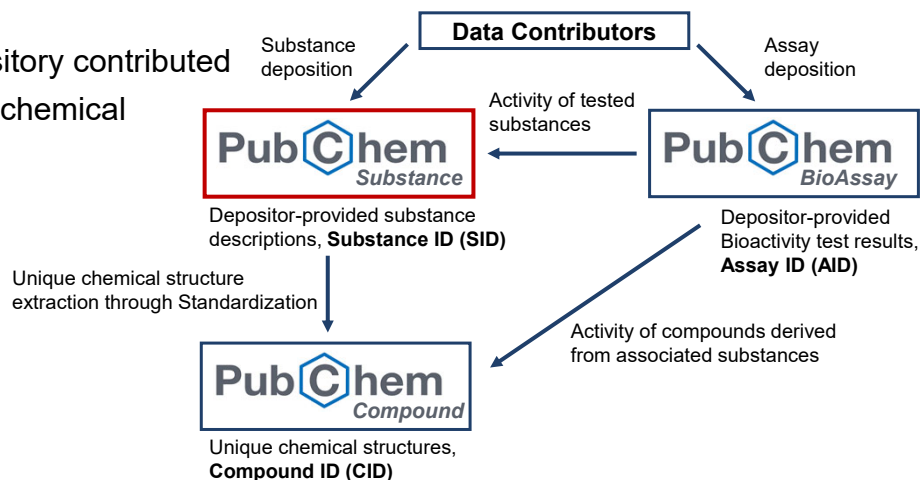 sitory contributed
chemical
Data Contributors
Substance
deposition
Assay
deposition
Activity of tested
substances
PubChem
Substance
PubChem
BioAssay
Depositor-provided substance
descriptions, Substance ID (SID)
Depositor-provided
Bioactivity test results,
Assay ID (AID)
Unique chemical structure
extraction through Standardization
Activity of compounds derived
from associated substances
PubChem
Compound
Unique chemical structures,
Compound ID (CID)